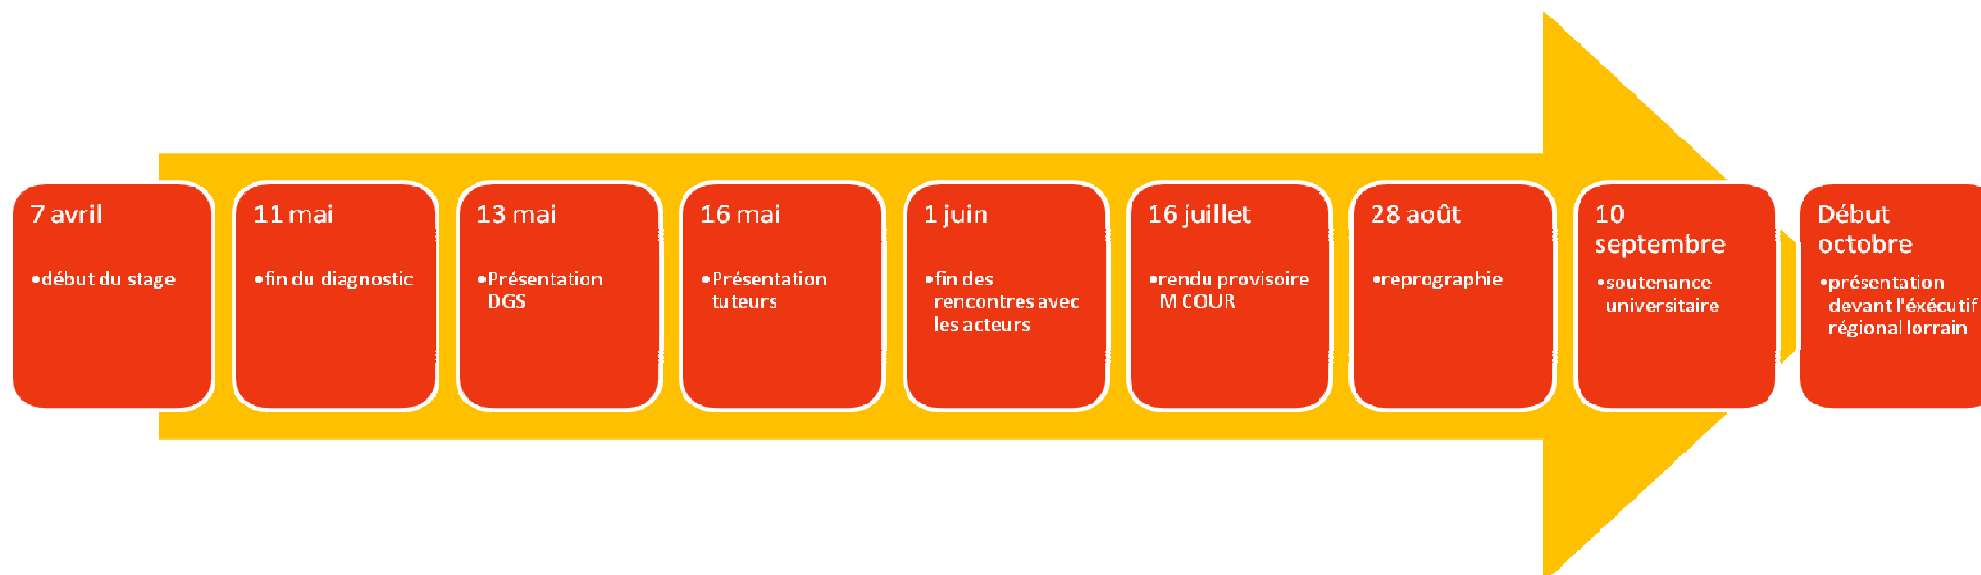 7 avril
•début du stage
11 mai
•fin du diagnostic
13 mai
•Présentation
DGS
16 mai
•Présentation
tuteurs
1 juin
•fin des
rencontres avec
les acteurs
16 juillet
•rendu provisoire
M COUR
28 août
•reprographie
10
septembre
•soutenance
universitaire
Début
octobre
•présentation
devant l'éxécutif
régional lorrain